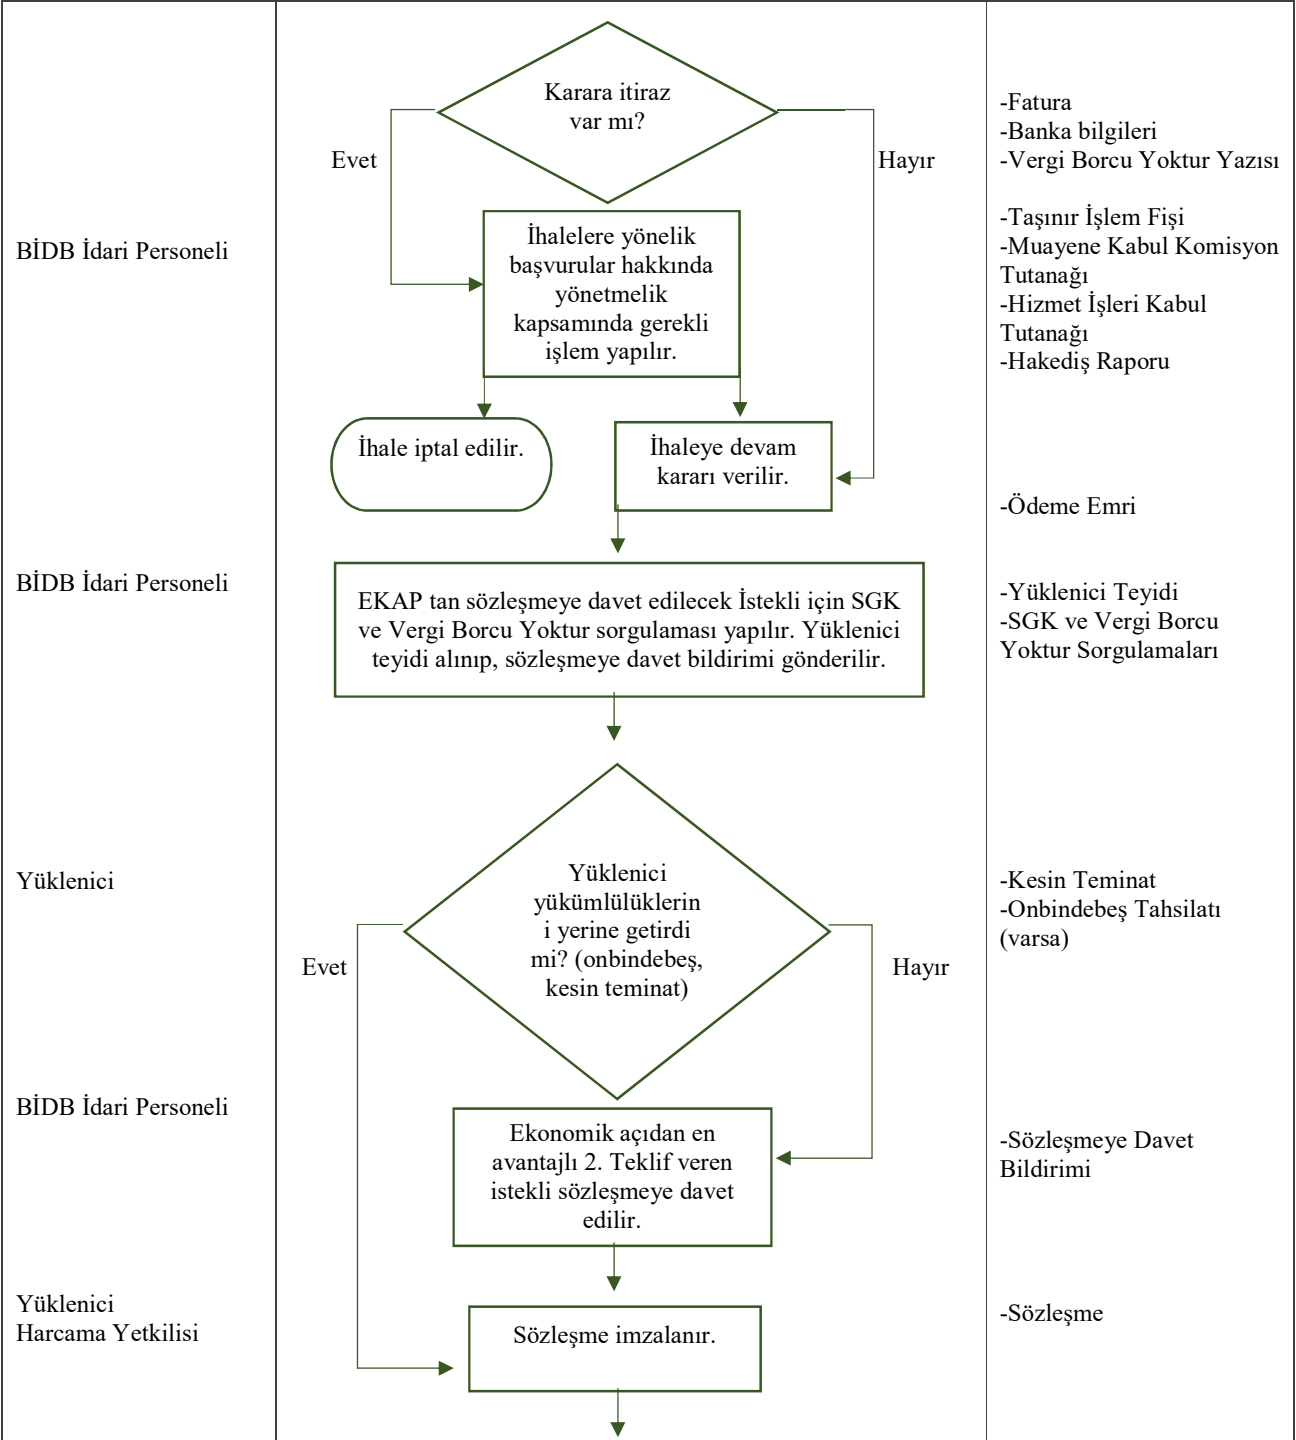 Karara itiraz
var mı?
Evet
Hayır
-Fatura
-Banka bilgileri
-Vergi Borcu Yoktur Yazısı
BİDB İdari Personeli
İhalelere yönelik
başvurular hakkında
yönetmelik
kapsamında gerekli
işlem yapılır.
-Taşınır İşlem Fişi
-Muayene Kabul Komisyon
Tutanağı
-Hizmet İşleri Kabul
Tutanağı
-Hakediş Raporu
İhale iptal edilir.
İhaleye devam
kararı verilir.
-Ödeme Emri
BİDB İdari Personeli
EKAP tan sözleşmeye davet edilecek İstekli için SGK
ve Vergi Borcu Yoktur sorgulaması yapılır. Yüklenici
teyidi alınıp, sözleşmeye davet bildirimi gönderilir.
-Yüklenici Teyidi
-SGK ve Vergi Borcu
Yoktur Sorgulamaları
Yüklenici
Yüklenici
yükümlülüklerin
i yerine getirdi
mi? (onbindebeş,
kesin teminat)
Evet
Hayır
-Kesin Teminat
-Onbindebeş Tahsilatı
(varsa)
BİDB İdari Personeli
Ekonomik açıdan en
avantajlı 2. Teklif veren
istekli sözleşmeye davet
edilir.
-Sözleşmeye Davet
Bildirimi
Yüklenici
Harcama Yetkilisi
Sözleşme imzalanır.
-Sözleşme